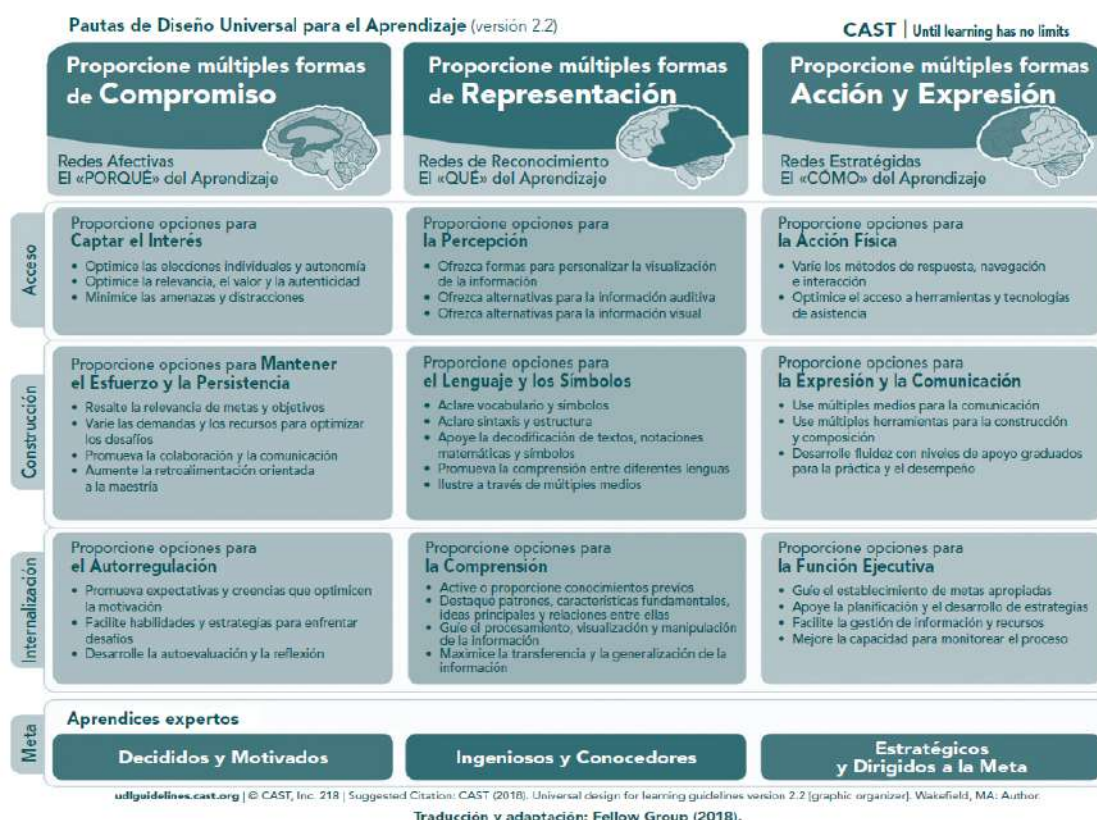 Pautas de Diseño Universal para el Aprendizaje (versión 2.2)
CAST | Until learning has no limits
Proporcione múltiples formas
de Compromiso
Redes Afectivas
El «PORQUÉ» del Aprendizaje
Proporcione múltiples formas
de Representación
Redes de Reconocimiento
El «QUÉ» del Aprendizaje
Proporcione múltiples formas
Acción y Expresión
Redes Estratégidas
El «CÓMO» del Aprendizaje
Acceso
Proporcione opciones para
Captar el Interés
• Optimice las elecciones individuales y autonomía
• Optimice la relevancia, el valor y la autenticidad
• Minimice las amenazas y distracciones
Proporcione opciones para
la Percepción
• Ofrezca formas para personalizar la visualización
de la información
• Ofrezca alternativas para la información auditiva
• Ofrezca alternativas para la información visual
Proporcione opciones para
la Acción Física
• Varíe los métodos de respuesta, navegación
e interacción
• Optimice el acceso a herramientas y tecnologías
de asistencia
Construcción
Proporcione opciones para Mantener
el Esfuerzo y la Persistencia
• Resalte la relevancia de metas y objetivos
• Varíe las demandas y los recursos para optimizar
los desafíos
• Promueva la colaboración y la comunicación
• Aumente la retroalimentación orientada
a la maestría
Proporcione opciones para
el Lenguaje y los Símbolos
• Aclare vocabulario y símbolos
• Aclare sintaxis y estructura
• Apoye la decodificación de textos, notaciones
matemáticas y símbolos
• Promueva la comprensión entre diferentes lenguas
• Ilustre a través de múltiples medios
Proporcione opciones para
la Expresión y la Comunicación
• Use múltiples medios para la comunicación
• Use múltiples herramientas para la construcción
y composición
• Desarrolle fluidez con niveles de apoyo graduados
para la práctica y el desempeño
Internalización
Proporcione opciones para
el Autorregulación
• Promueva expectativas y creencias que optimicen
la motivación
• Facilite habilidades y estrategias para enfrentar
desafíos
• Desarrolle la autoevaluación y la reflexión
Proporcione opciones para
la Comprensión
• Active o proporcione conocimientos previos
• Destaque patrones, características fundamentales,
ideas principales y relaciones entre ellas
• Guíe el procesamiento, visualización y manipulación
de la información
• Maximice la transferencia y la generalización de la
información
Proporcione opciones para
la Función Ejecutiva
• Guíe el establecimiento de metas apropiadas
• Apoye la planificación y el desarrollo de estrategias
• Facilite la gestión de información y recursos
• Mejore la capacidad para monitorear el proceso
Meta
Aprendices expertos
Decididos y Motivados
Ingeniosos y Conocedores
Estratégicos
y Dirigidos a la Meta
udlguidelines.cast.org | © CAST, Inc. 218 | Suggested Citation: CAST (2018). Universal design for learning guidelines version 2.2 [graphic organizer]. Wakefield, MA: Author.
Traducción y adaptación: Fellow Group (2018).